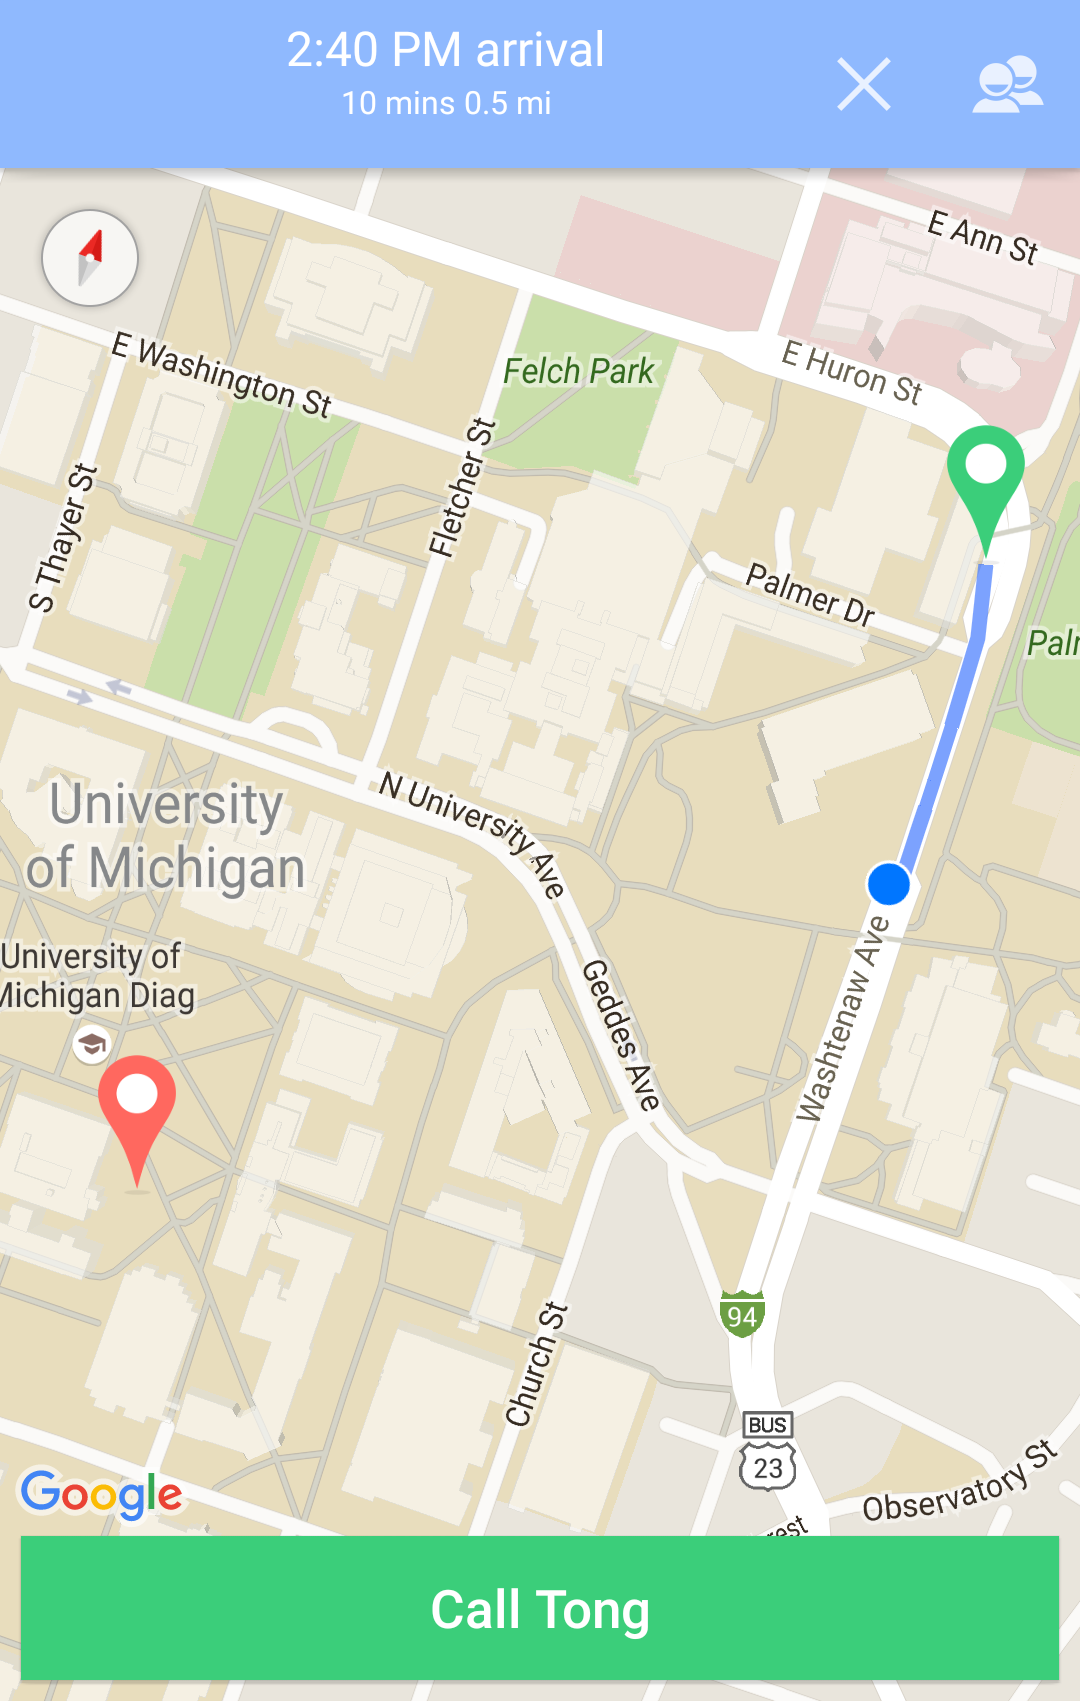 2:40 PM arrival
10 mins 0.5 mi
E Ann St
E Huron St
E Washington St
Felch Park
Fletcher St
S Thayer St
Palmer Dr
Palr
N University Ave
University
of Michigan
University of
Michigan Diag
Geddes Ave
Washtenaw Ave
94
Church St
BUS
23
Observatory St
rest
Google
Call Tong